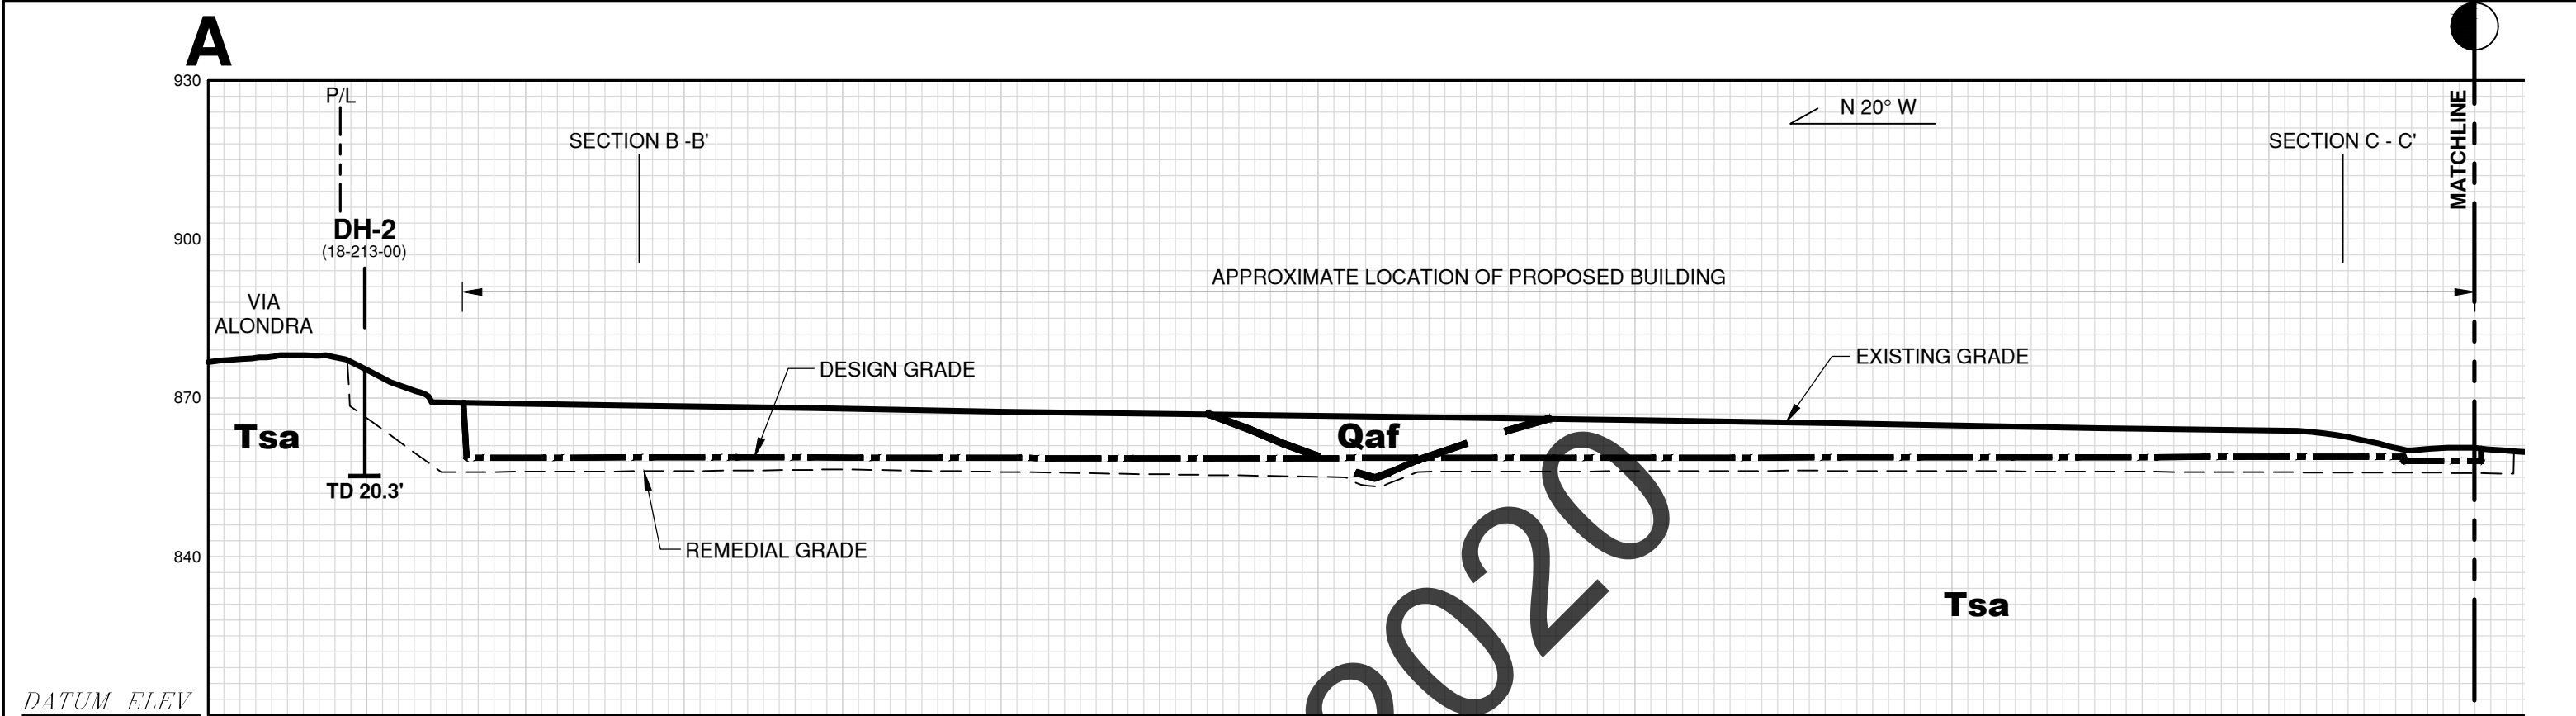 A
930
P/L
N 20° W
MATCHLINE
SECTION B -B'
SECTION C - C'
DH-2
(18-213-00)
900
APPROXIMATE LOCATION OF PROPOSED BUILDING
VIA
ALONDRA
DESIGN GRADE
EXISTING GRADE
870
Tsa
Qaf
TD 20.3'
REMEDIAL GRADE
840
Tsa
2020
DATUM ELEV